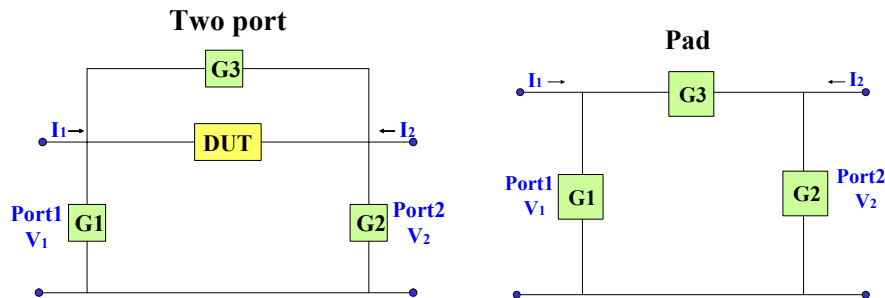 Two port
G3
I1
DUT
I2
Port1
V1
G1
G2
Port2
V2
Pad
I1
G3
I2
Port1
V1
G1
G2
Port2
V2